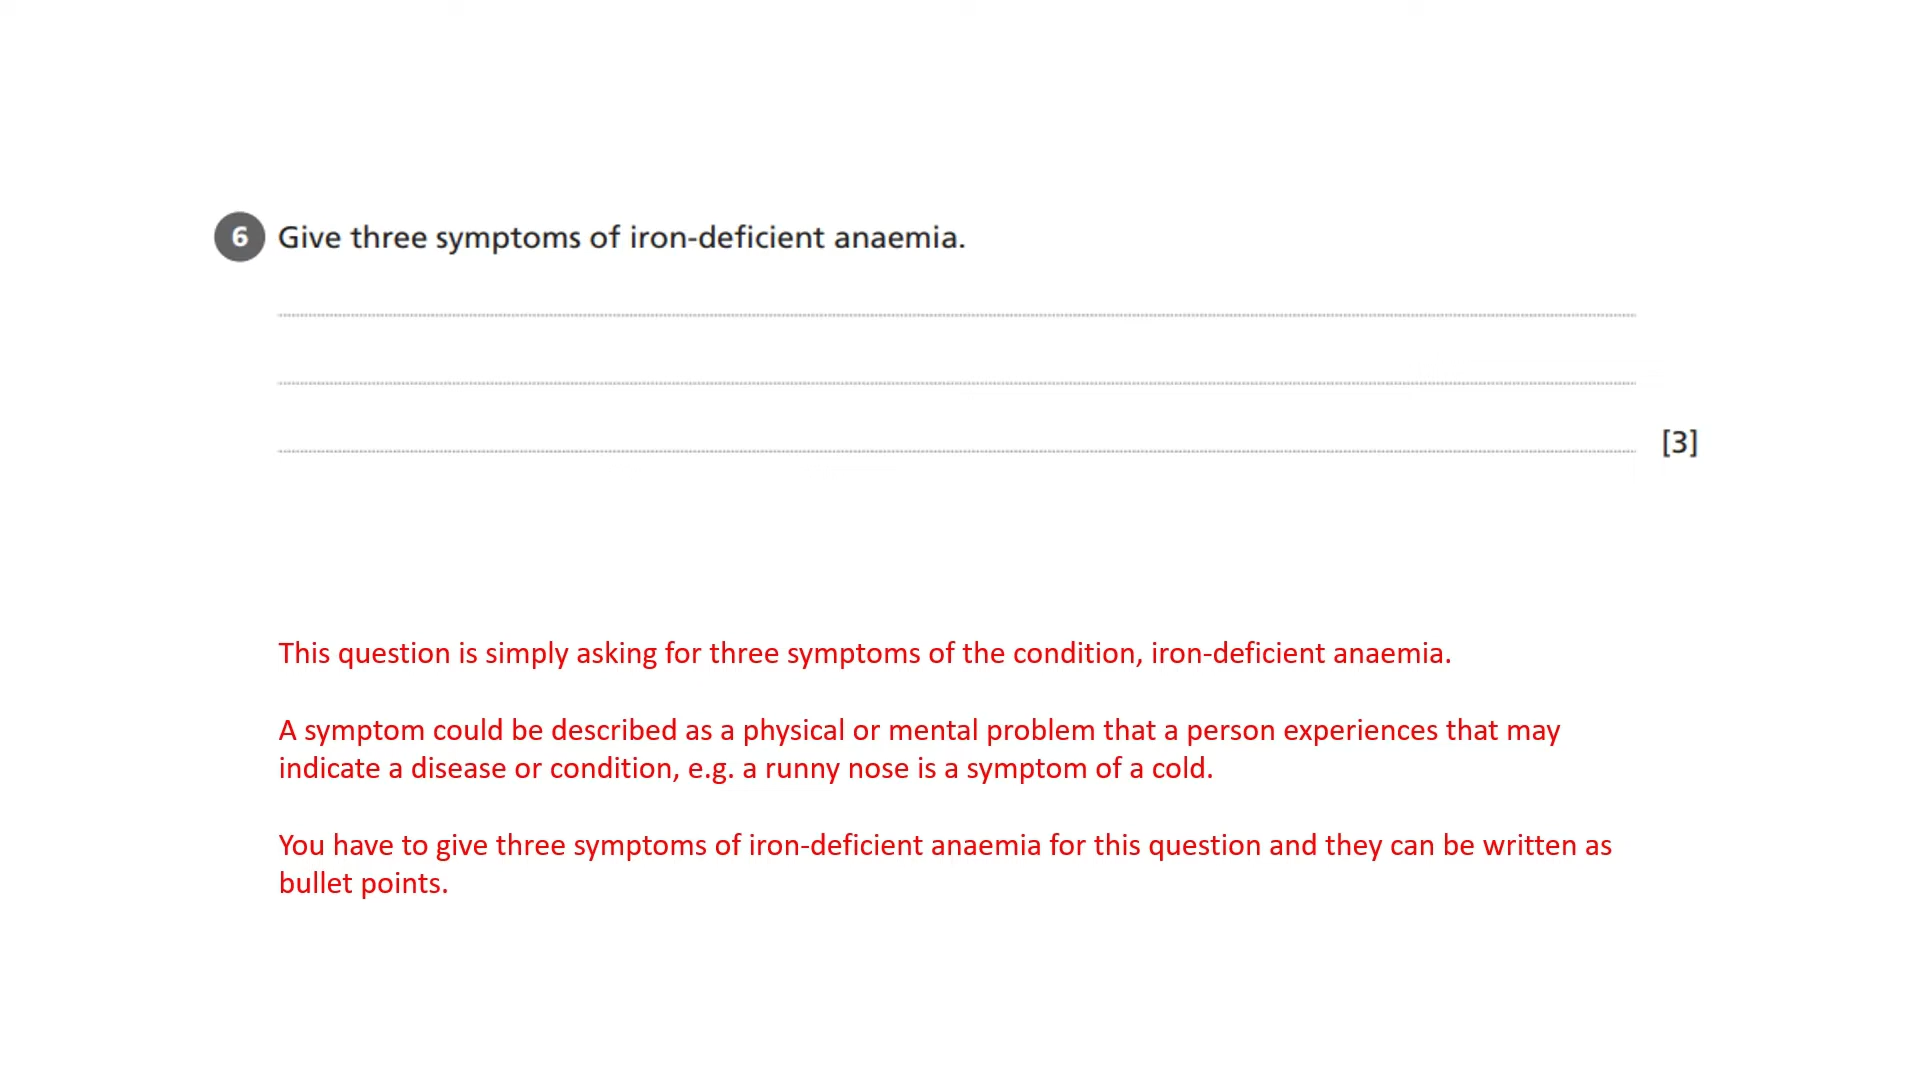 6 Give three symptoms of iron-deficient anaemia.
[3]
This question is simply asking for three symptoms of the condition, iron-deficient anaemia.
A symptom could be described as a physical or mental problem that a person experiences that may
indicate a disease or condition, e.g. a runny nose is a symptom of a cold.
You have to give three symptoms of iron-deficient anaemia for this question and they can be written as
bullet points.